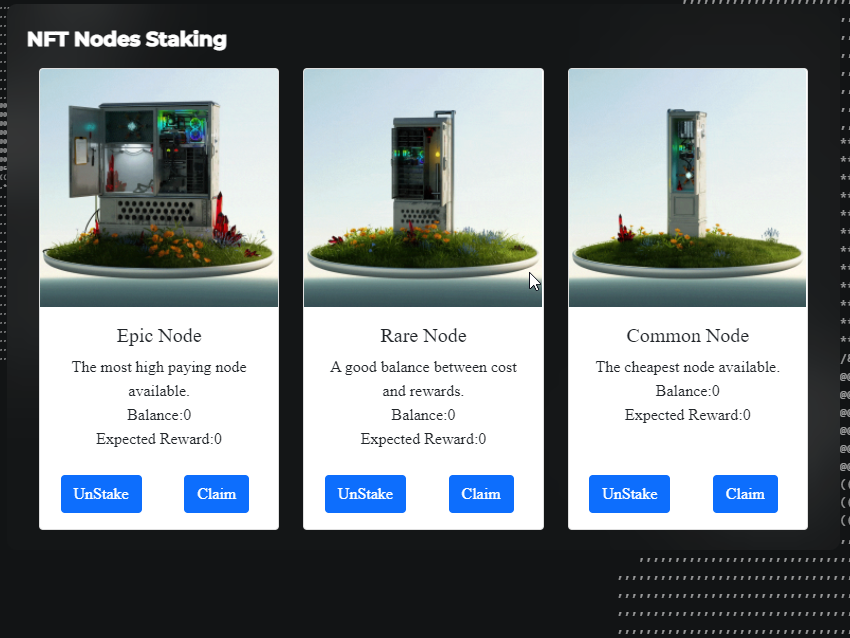 NFT Nodes Staking
Epic Node
The most high paying node
available.
Balance:0
Expected Reward:0
UnStake
Claim
Rare Node
A good balance between cost
and rewards.
Balance:0
Expected Reward:0
UnStake
Claim
Common Node
The cheapest node available.
Balance:0
Expected Reward:0
UnStake
Claim